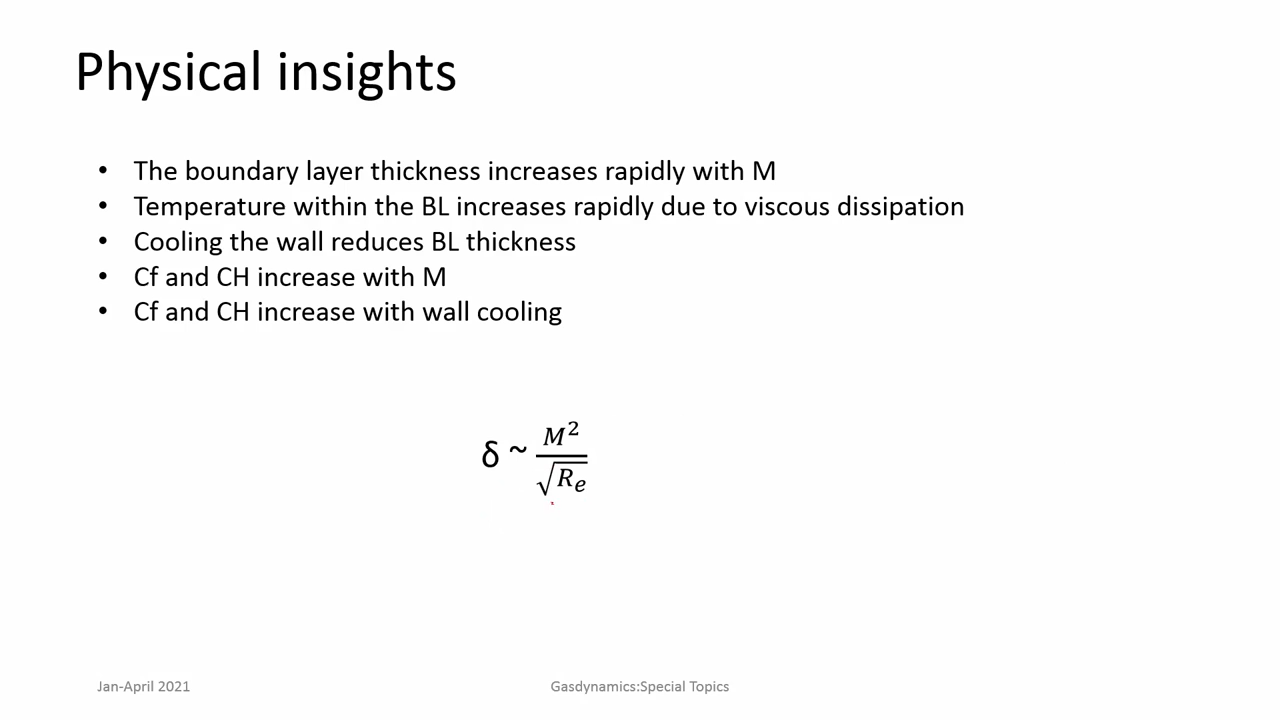 Physical insights
• The boundary layer thickness increases rapidly with M
• Temperature within the BL increases rapidly due to viscous dissipation
• Cooling the wall reduces BL thickness
• Cf and CH increase with M
• Cf and CH increase with wall cooling
δ ~ M² / √Re
Jan-April 2021
Gasdynamics:Special Topics